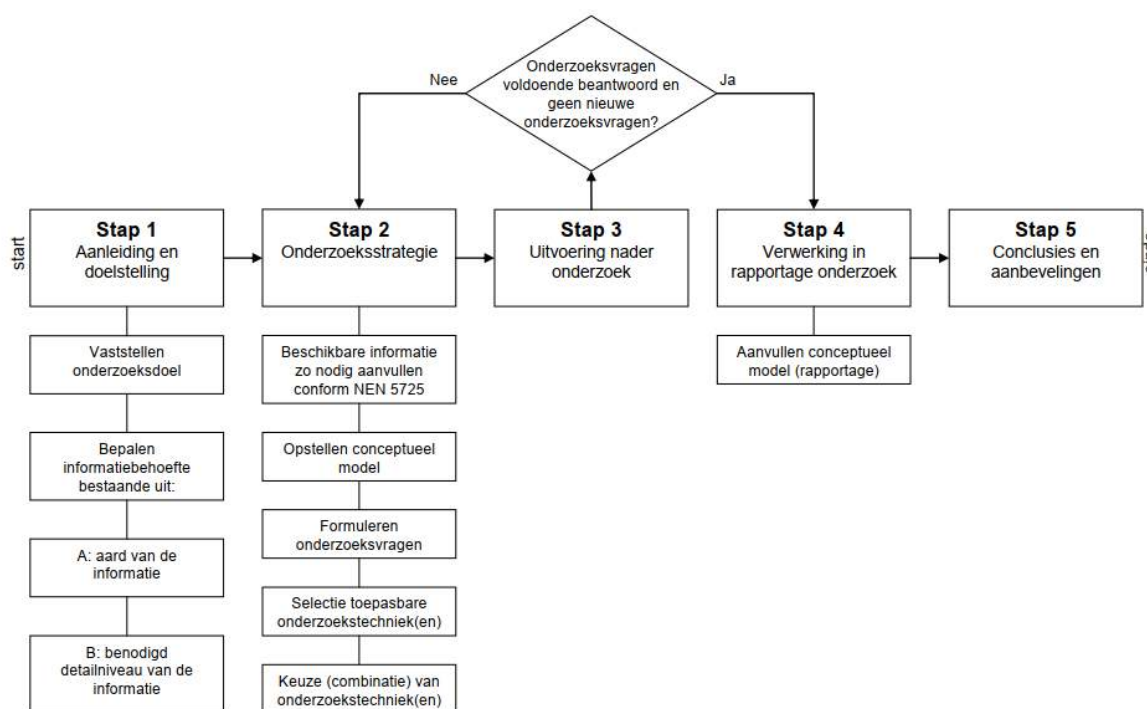 Onderzoeksvragen
voldoende beantwoord en
geen nieuwe
onderzoeksvragen?
Nee
Ja
start
Stap 1
Aanleiding en
doelstelling
Stap 2
Onderzoeksstrategie
Stap 3
Uitvoering nader
onderzoek
Stap 4
Verwerking in
rapportage onderzoek
Stap 5
Conclusies en
aanbevelingen
Vaststellen
onderzoeksdoel
Bepalen
informatiebehoefte
bestaande uit:
A: aard van de
informatie
B: benodigd
detailniveau van de
informatie
Beschikbare informatie
zo nodig aanvullen
conform NEN 5725
Opstellen conceptueel
model
Formuleren
onderzoeksvragen
Selectie toepasbare
onderzoekstechniek(en)
Keuze (combinatie) van
onderzoekstechniek(en)
Aanvullen conceptueel
model (rapportage)